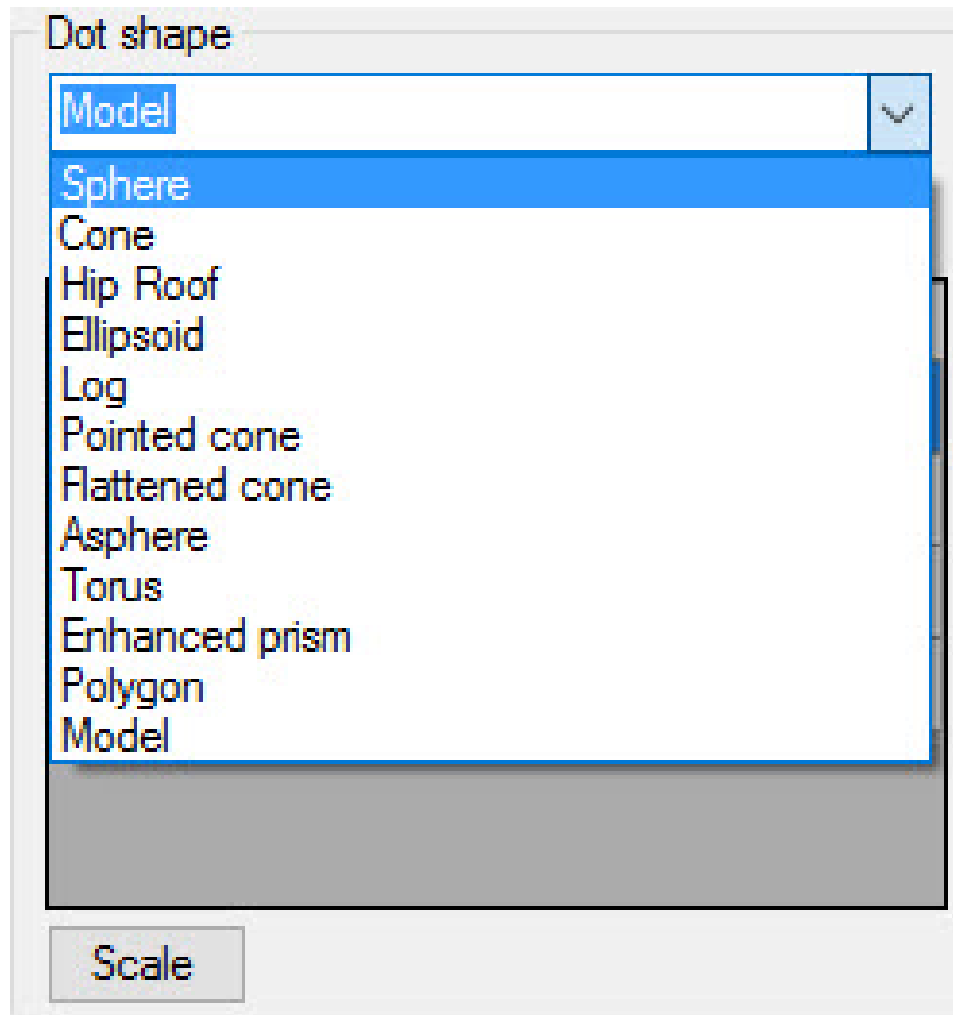 Dot shape
Model
Sphere
Cone
Hip Roof
Ellipsoid
Log
Pointed cone
Flattened cone
Asphere
Torus
Enhanced prism
Polygon
Model
Scale